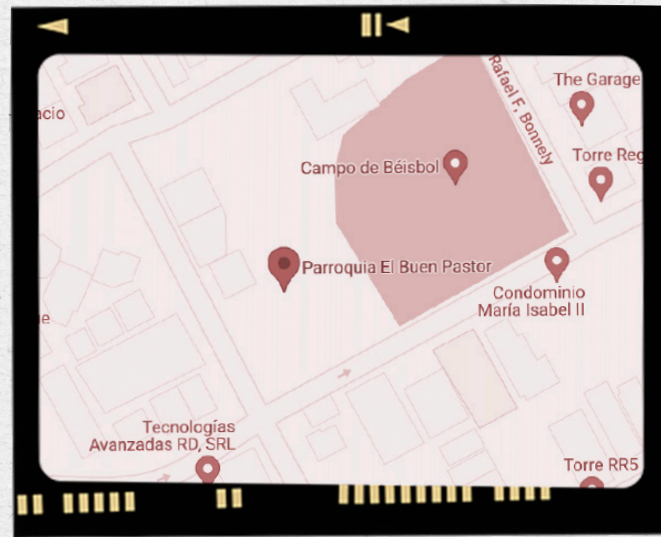 The Garage
acio
Rafael F. Bonnely
Torre Reg
Campo de Béisbol
Parroquia El Buen Pastor
Condominio
María Isabel II
ue
Tecnologías
Avanzadas RD, SRL
Torre RR5